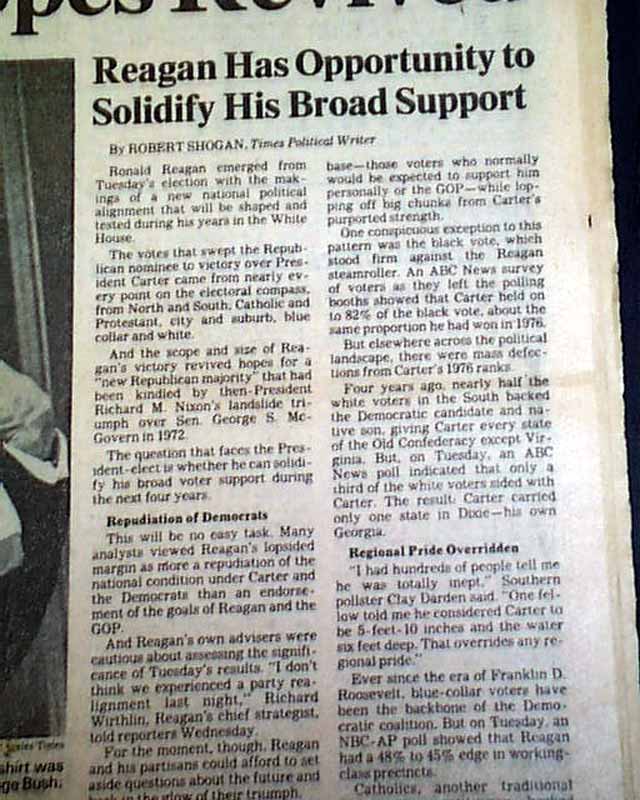 Revived
Reagan Has Opportunity to
Solidify His Broad Support
By ROBERT SHOGAN, Times Political Writer
Ronald Reagan emerged from
Tuesday's election with the mak-
ings of a new national political
alignment that will be shaped and
tested during his years in the White
House.
The votes that swept the Repub-
lican nominee to victory over Pres-
ident Carter came from nearly ev-
ery point on the electoral compass,
from North and South, Catholic and
Protestant, city and suburb, blue
collar and white.
And the scope and size of Rea-
gan's victory revived hopes for a
"new Republican majority" that had
been kindled by then-President
Richard M. Nixon's landslide tri-
umph over Sen. George S. Mc-
Govern in 1972.
The question that faces the Pres-
ident-elect is whether he can solidi-
fy his broad voter support during
the next four years.
Repudiation of Democrats
This will be no easy task. Many
analysts viewed Reagan's lopsided
margin as more a repudiation of the
national condition under Carter and
the Democrats than an endorse-
ment of the goals of Reagan and the
GOP.
And Reagan's own advisers were
cautious about assessing the signifi-
cance of Tuesday's results. "I don't
think we experienced a party rea-
lignment last night," Richard
Wirthlin, Reagan's chief strategist,
told reporters Wednesday.
For the moment, though, Reagan
and his partisans could afford to set
aside questions about the future and
in the glow of their triumph.
base—those voters who normally
would be expected to support him
personally or the GOP—while lop-
ping off big chunks from Carter's
purported strength.
One conspicuous exception to this
pattern was the black vote, which
stood firm against the Reagan
steamroller. An ABC News survey
of voters as they left the polling
booths showed that Carter held on
to 82% of the black vote, about the
same proportion he had won in 1976.
But elsewhere across the political
landscape, there were mass defec-
tions from Carter's 1976 ranks.
Four years ago, nearly half the
white voters in the South backed
the Democratic candidate and na-
tive son, giving Carter every state
of the Old Confederacy except Vir-
ginia. But, on Tuesday, an ABC
News poll indicated that only a
third of the white voters sided with
Carter. The result: Carter carried
only one state in Dixie—his own
Georgia.
Regional Pride Overridden
"I had hundreds of people tell me
he was totally inept," Southern
pollster Clay Darden said. "One fel-
low told me he considered Carter to
be 5-feet-10 inches and the water
six feet deep. That overrides any re-
gional pride."
Ever since the era of Franklin D.
Roosevelt, blue-collar voters have
been the backbone of the Demo-
cratic coalition. But on Tuesday, an
NBC-AP poll showed that Reagan
had a 48% to 45% edge in working-
class precincts.
Catholics, another traditional
Times
shirt was
ge Bush,